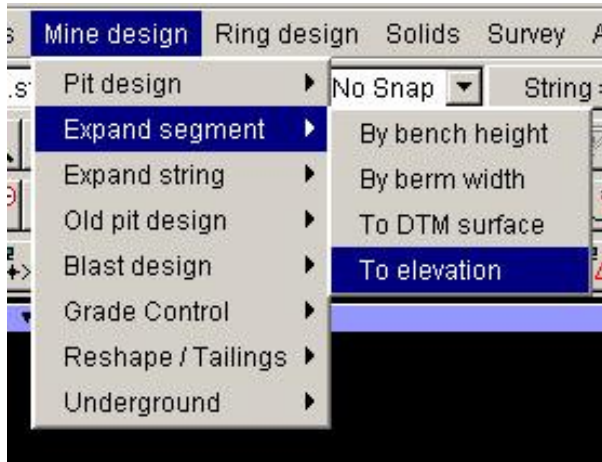 s Mine design Ring design Solids Survey A
.s No Snap String =
Pit design
Expand segment
Expand string
Old pit design
Blast design
Grade Control
Reshape / Tailings
Underground
By bench height
By berm width
To DTM surface
To elevation